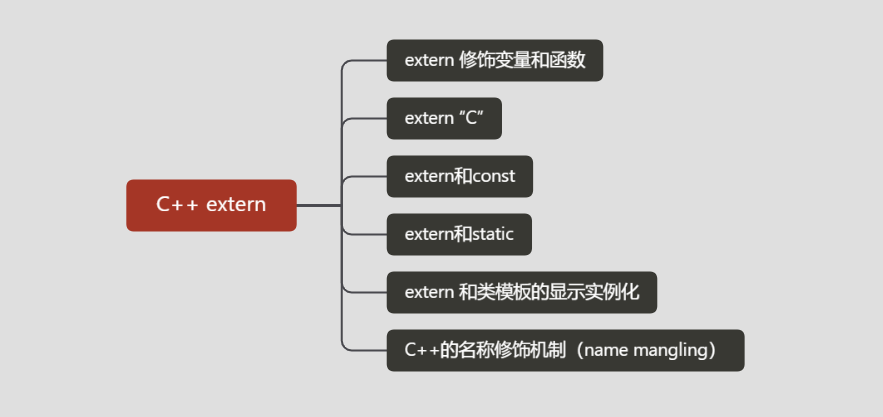 C++ extern
extern 修饰变量和函数
extern ”C”
extern和const
extern和static
extern 和类模板的显示实例化
C++的名称修饰机制（name mangling）